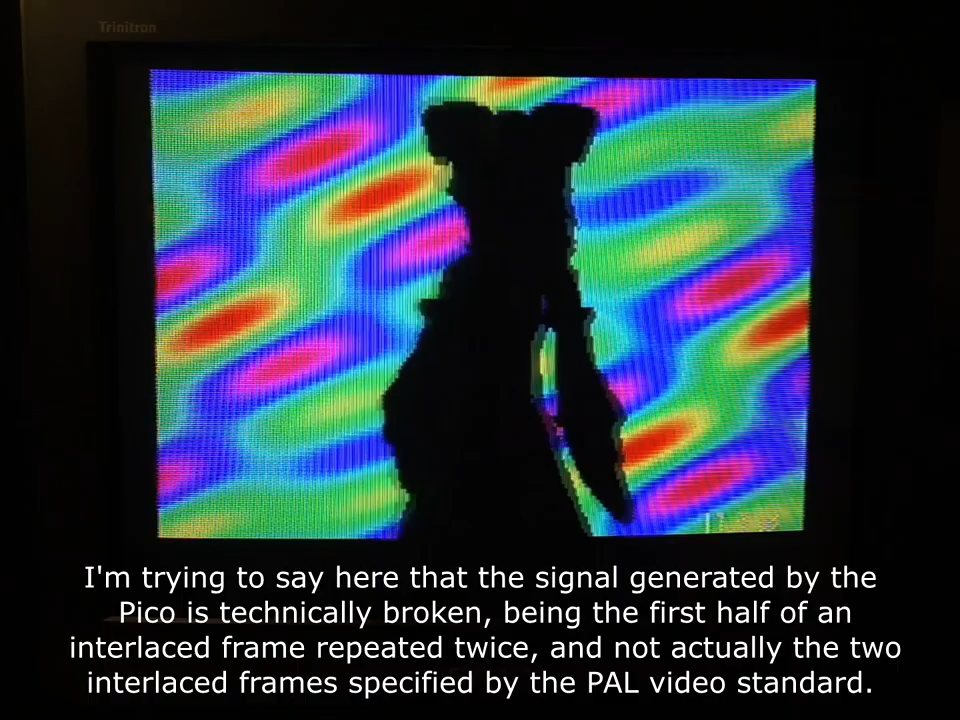 Trinitron
I'm trying to say here that the signal generated by the
Pico is technically broken, being the first half of an
interlaced frame repeated twice, and not actually the two
interlaced frames specified by the PAL video standard.